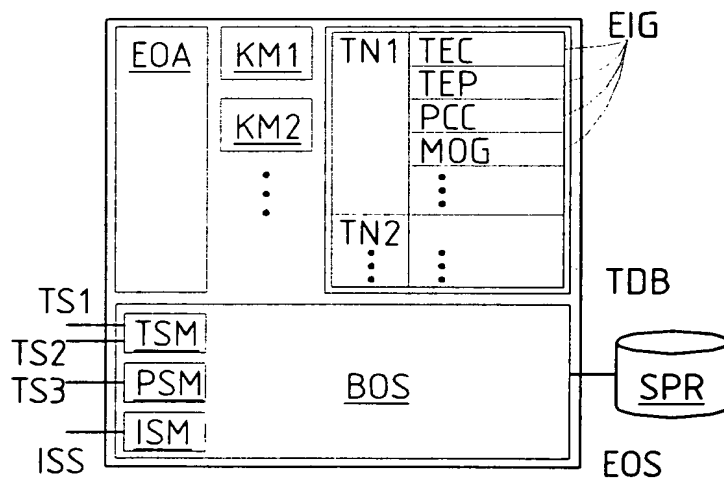 EIG
EOA
KM1
KM2
TN1
TEC
TEP
PCC
MOG
TN2
TDB
TS1
TS2
TS3
ISS
TSM
PSM
ISM
BOS
SPR
EOS